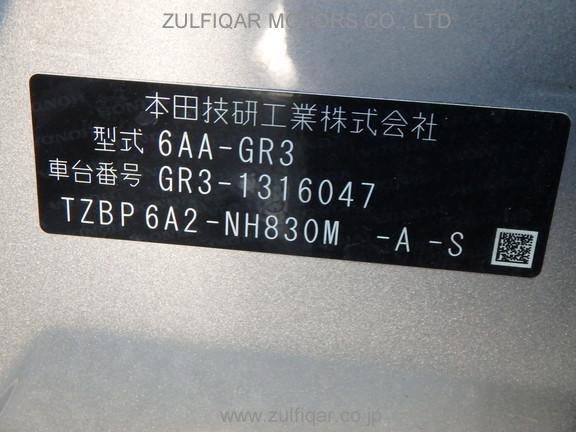 ZULFIQAR MOTORS CO., LTD
本田技研工業株式会社
型式 6AA-GR3
車台番号 GR3-1316047
TZBP 6A2-NH830M -A -S
www.zulfiqar.co.jp